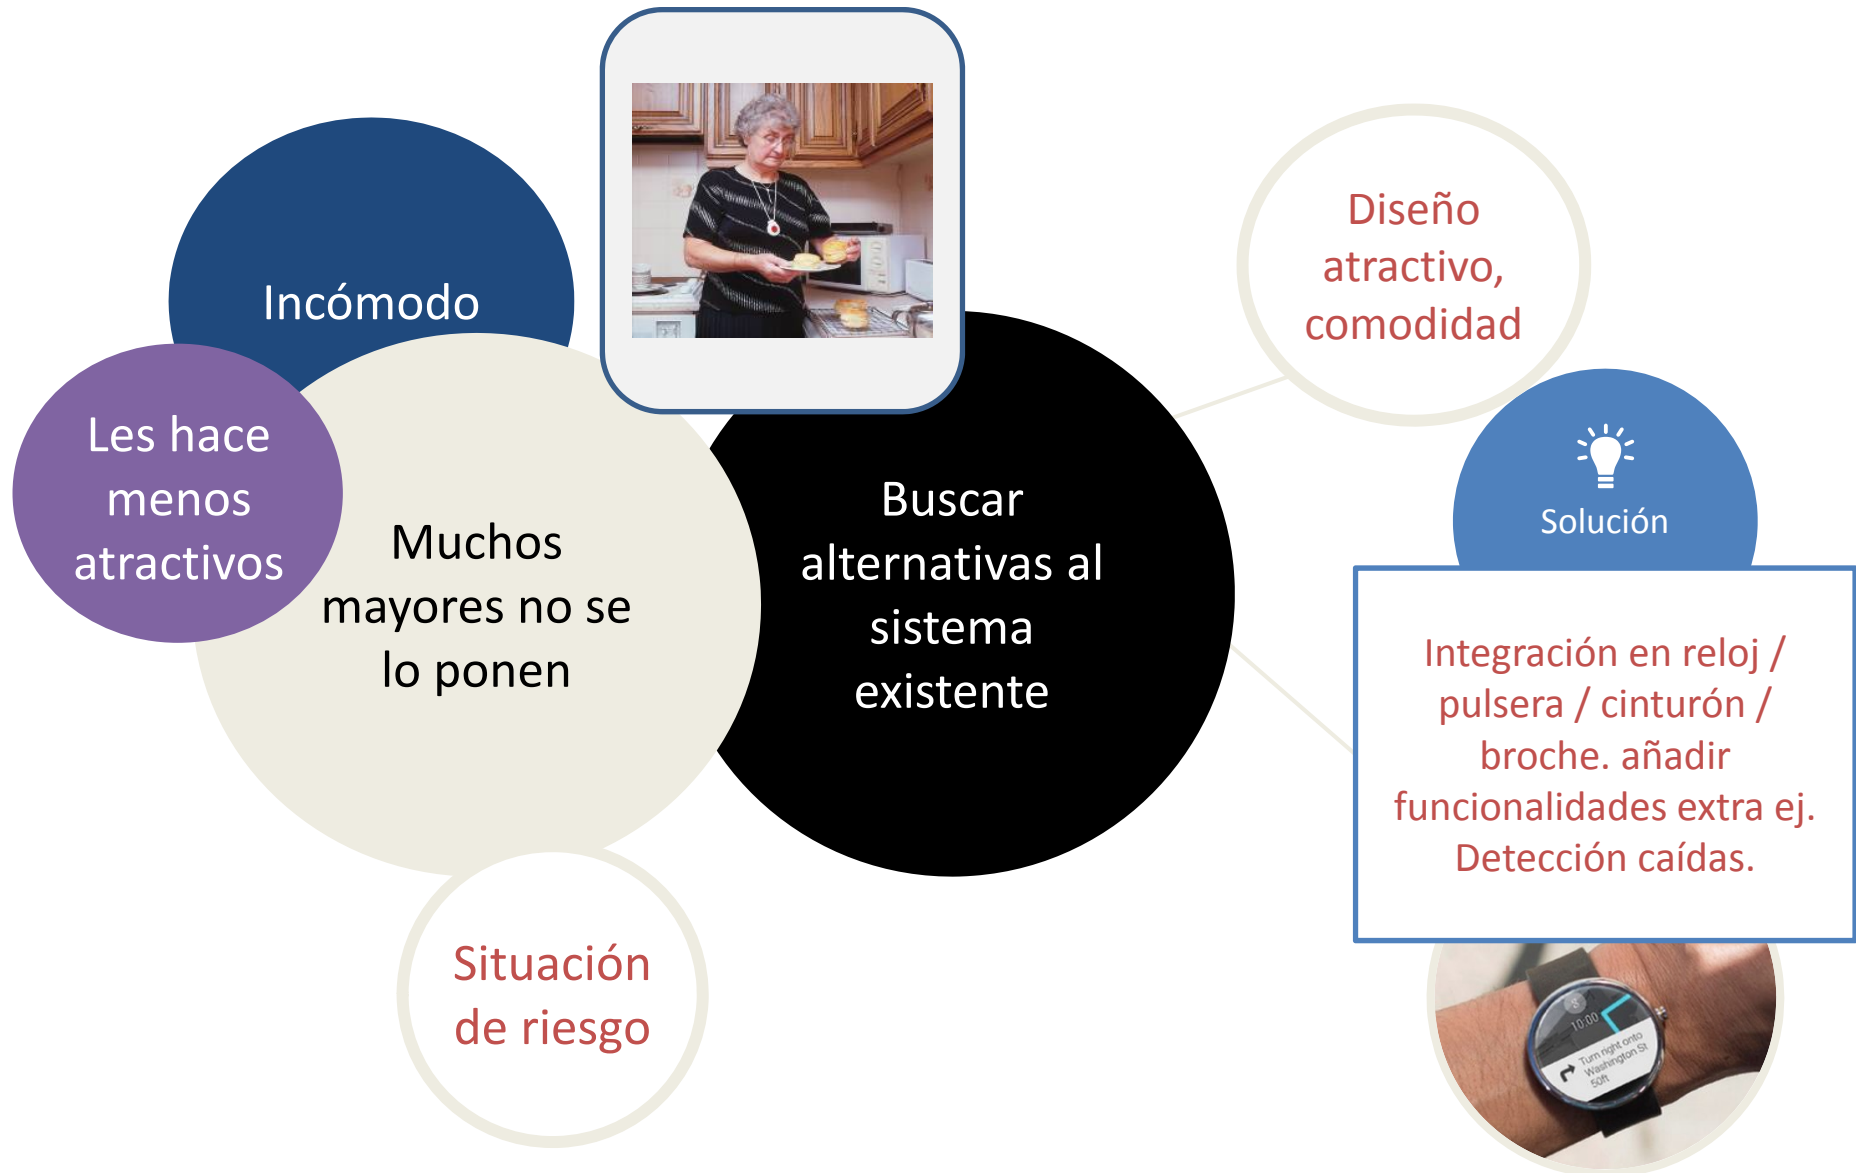 Incómodo
Les hace
menos
atractivos
Muchos
mayores no se
lo ponen
Situación
de riesgo
Buscar
alternativas al
sistema
existente
Diseño
atractivo,
comodidad
Solución
Integración en reloj /
pulsera / cinturón /
broche. añadir
funcionalidades extra ej.
Detección caídas.
10:00
Turn right onto
Washington St
50ft